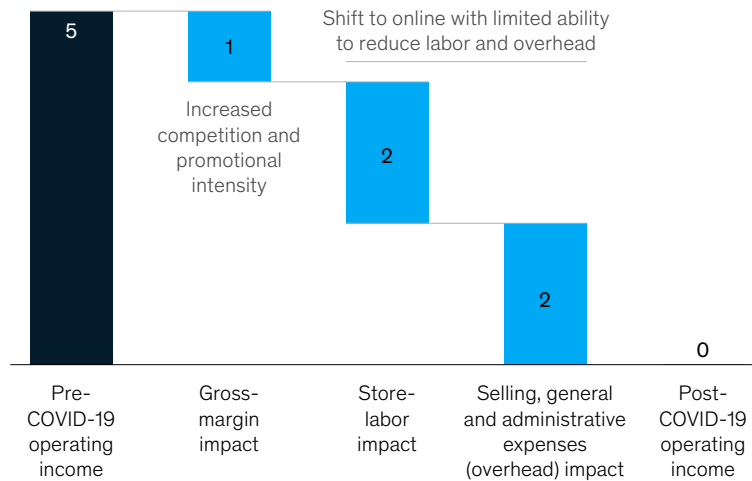 Shift to online with limited ability
to reduce labor and overhead
5
1
Increased
competition and
promotional
intensity
2
2
0
Pre-
COVID-19
operating
income
Gross-
margin
impact
Store-
labor
impact
Selling, general
and administrative
expenses
(overhead) impact
Post-
COVID-19
operating
income